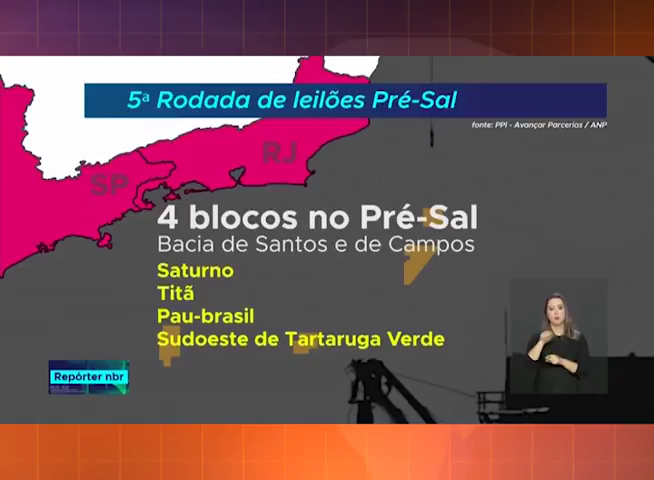 5ª Rodada de leilões Pré-Sal
fonte: PPI - Avançar Parcerias / ANP
RJ
SP
4 blocos no Pré-Sal
Bacia de Santos e de Campos
Saturno
Titã
Pau-brasil
Sudoeste de Tartaruga Verde
Repórter nbr